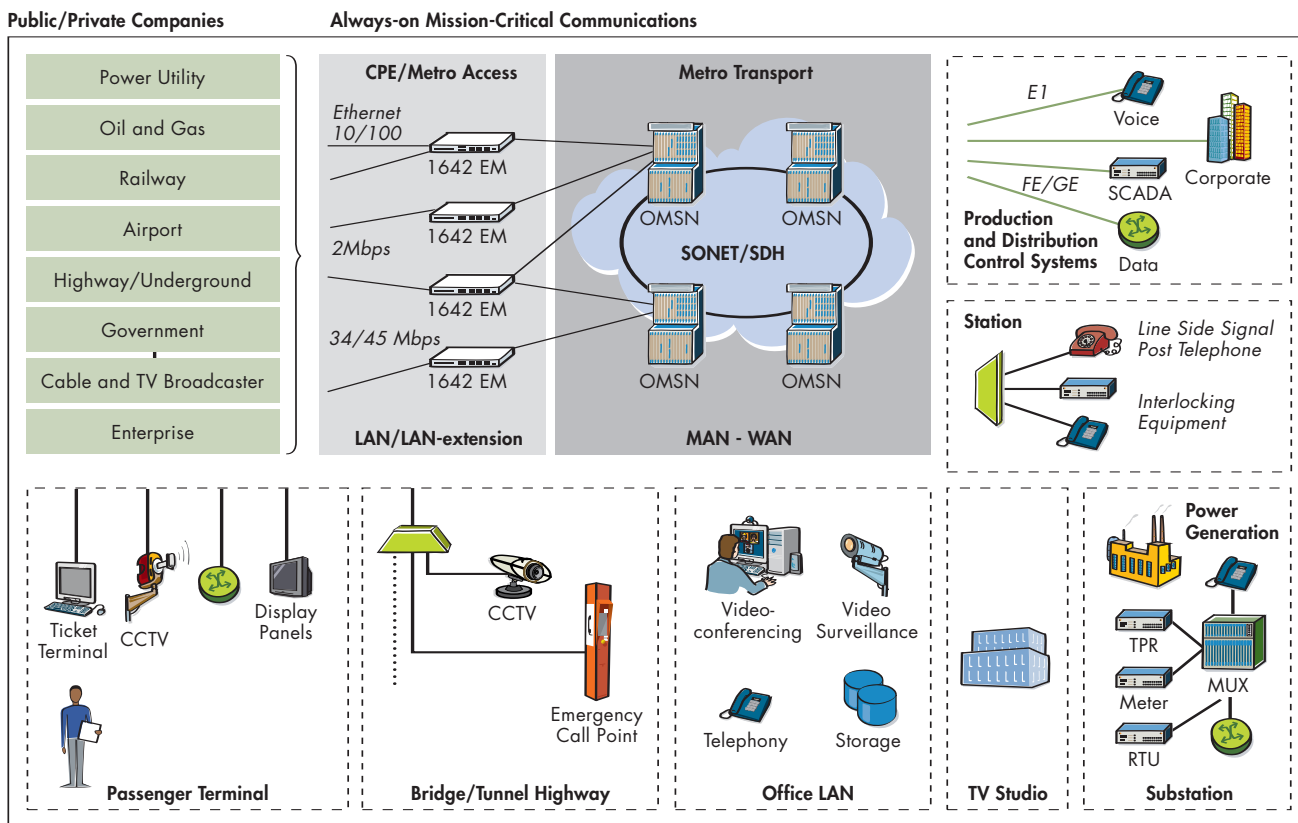 Public/Private Companies
Always-on Mission-Critical Communications
Power Utility
Oil and Gas
Railway
Airport
Highway/Underground
Government
Cable and TV Broadcaster
Enterprise
CPE/Metro Access
Ethernet
10/100
1642 EM
1642 EM
2Mbps
1642 EM
34/45 Mbps
1642 EM
LAN/LAN-extension
Metro Transport
OMSN
OMSN
SONET/SDH
OMSN
OMSN
MAN - WAN
E1
Voice
Corporate
SCADA
FE/GE
Data
Production
and Distribution
Control Systems
Station
Line Side Signal
Post Telephone
Interlocking
Equipment
Ticket
Terminal
CCTV
Display
Panels
Passenger Terminal
CCTV
Emergency
Call Point
Bridge/Tunnel Highway
Video-
conferencing
Video
Surveillance
Telephony
Storage
Office LAN
TV Studio
Power
Generation
TPR
Meter
MUX
RTU
Substation